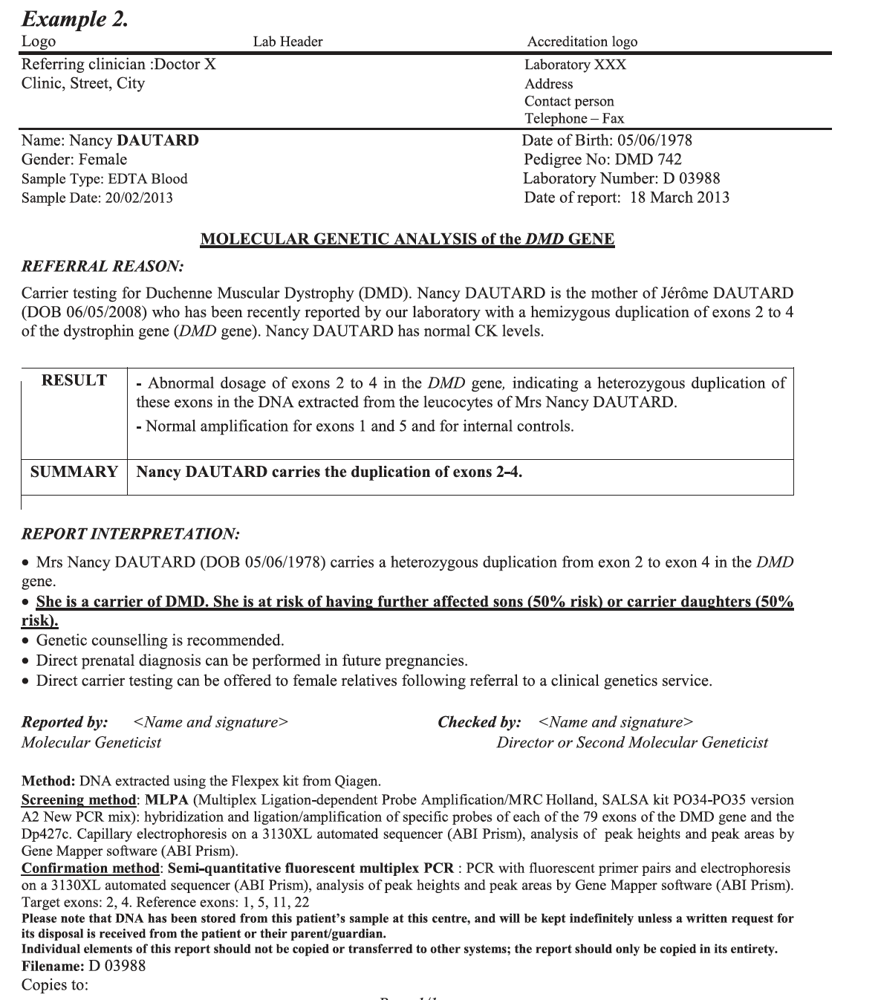 Example 2.
Logo Lab Header Accreditation logo
Referring clinician :Doctor X Laboratory XXX
Clinic, Street, City Address
Contact person
Telephone – Fax
Name: Nancy DAUTARD Date of Birth: 05/06/1978
Gender: Female Pedigree No: DMD 742
Sample Type: EDTA Blood Laboratory Number: D 03988
Sample Date: 20/02/2013 Date of report: 18 March 2013
MOLECULAR GENETIC ANALYSIS of the DMD GENE
REFERRAL REASON:
Carrier testing for Duchenne Muscular Dystrophy (DMD). Nancy DAUTARD is the mother of Jérôme DAUTARD
(DOB 06/05/2008) who has been recently reported by our laboratory with a hemizygous duplication of exons 2 to 4
of the dystrophin gene (DMD gene). Nancy DAUTARD has normal CK levels.
RESULT - Abnormal dosage of exons 2 to 4 in the DMD gene, indicating a heterozygous duplication of
these exons in the DNA extracted from the leucocytes of Mrs Nancy DAUTARD.
- Normal amplification for exons 1 and 5 and for internal controls.
SUMMARY Nancy DAUTARD carries the duplication of exons 2-4.
REPORT INTERPRETATION:
• Mrs Nancy DAUTARD (DOB 05/06/1978) carries a heterozygous duplication from exon 2 to exon 4 in the DMD
gene.
• She is a carrier of DMD. She is at risk of having further affected sons (50% risk) or carrier daughters (50%
risk).
• Genetic counselling is recommended.
• Direct prenatal diagnosis can be performed in future pregnancies.
• Direct carrier testing can be offered to female relatives following referral to a clinical genetics service.
Reported by: <Name and signature> Checked by: <Name and signature>
Molecular Geneticist Director or Second Molecular Geneticist
Method: DNA extracted using the Flexpex kit from Qiagen.
Screening method: MLPA (Multiplex Ligation-dependent Probe Amplification/MRC Holland, SALSA kit PO34-PO35 version
A2 New PCR mix): hybridization and ligation/amplification of specific probes of each of the 79 exons of the DMD gene and the
Dp427c. Capillary electrophoresis on a 3130XL automated sequencer (ABI Prism), analysis of peak heights and peak areas by
Gene Mapper software (ABI Prism).
Confirmation method: Semi-quantitative fluorescent multiplex PCR : PCR with fluorescent primer pairs and electrophoresis
on a 3130XL automated sequencer (ABI Prism), analysis of peak heights and peak areas by Gene Mapper software (ABI Prism).
Target exons: 2, 4. Reference exons: 1, 5, 11, 22
Please note that DNA has been stored from this patient's sample at this centre, and will be kept indefinitely unless a written request for
its disposal is received from the patient or their parent/guardian.
Individual elements of this report should not be copied or transferred to other systems; the report should only be copied in its entirety.
Filename: D 03988
Copies to: